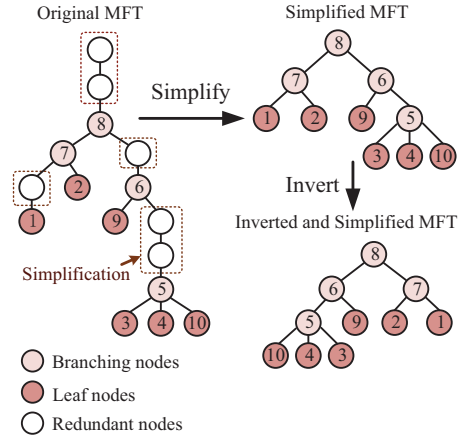 Original MFT
8
7
6
2
1
9
Simplification
5
3 4 10
Branching nodes
Leaf nodes
Redundant nodes
Simplify
Simplified MFT
8
7 6
1 2 9 5
3 4 10
Invert
Inverted and Simplified MFT
8
6 7
5 9 2 1
10 4 3